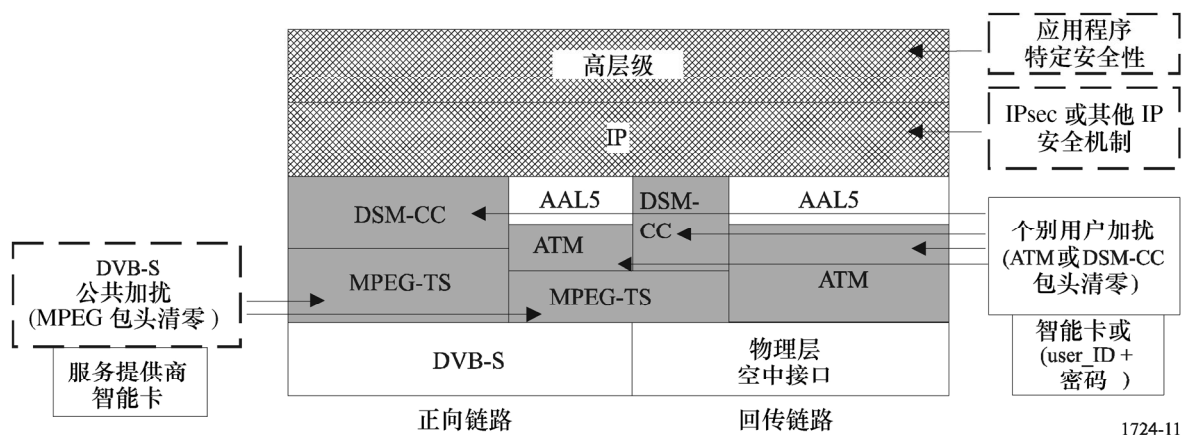 应用程序
特定安全性
高层级
IPsec 或其他 IP
安全机制
IP
DSM-CC
AAL5
DSM-
CC
AAL5
ATM
MPEG-TS
MPEG-TS
ATM
个别用户加扰
(ATM 或 DSM-CC
包头清零)
DVB-S
公共加扰
(MPEG 包头清零 )
服务提供商
智能卡
DVB-S
物理层
空中接口
智能卡或
(user_ID +
密码 )
正向链路
回传链路
1724-11